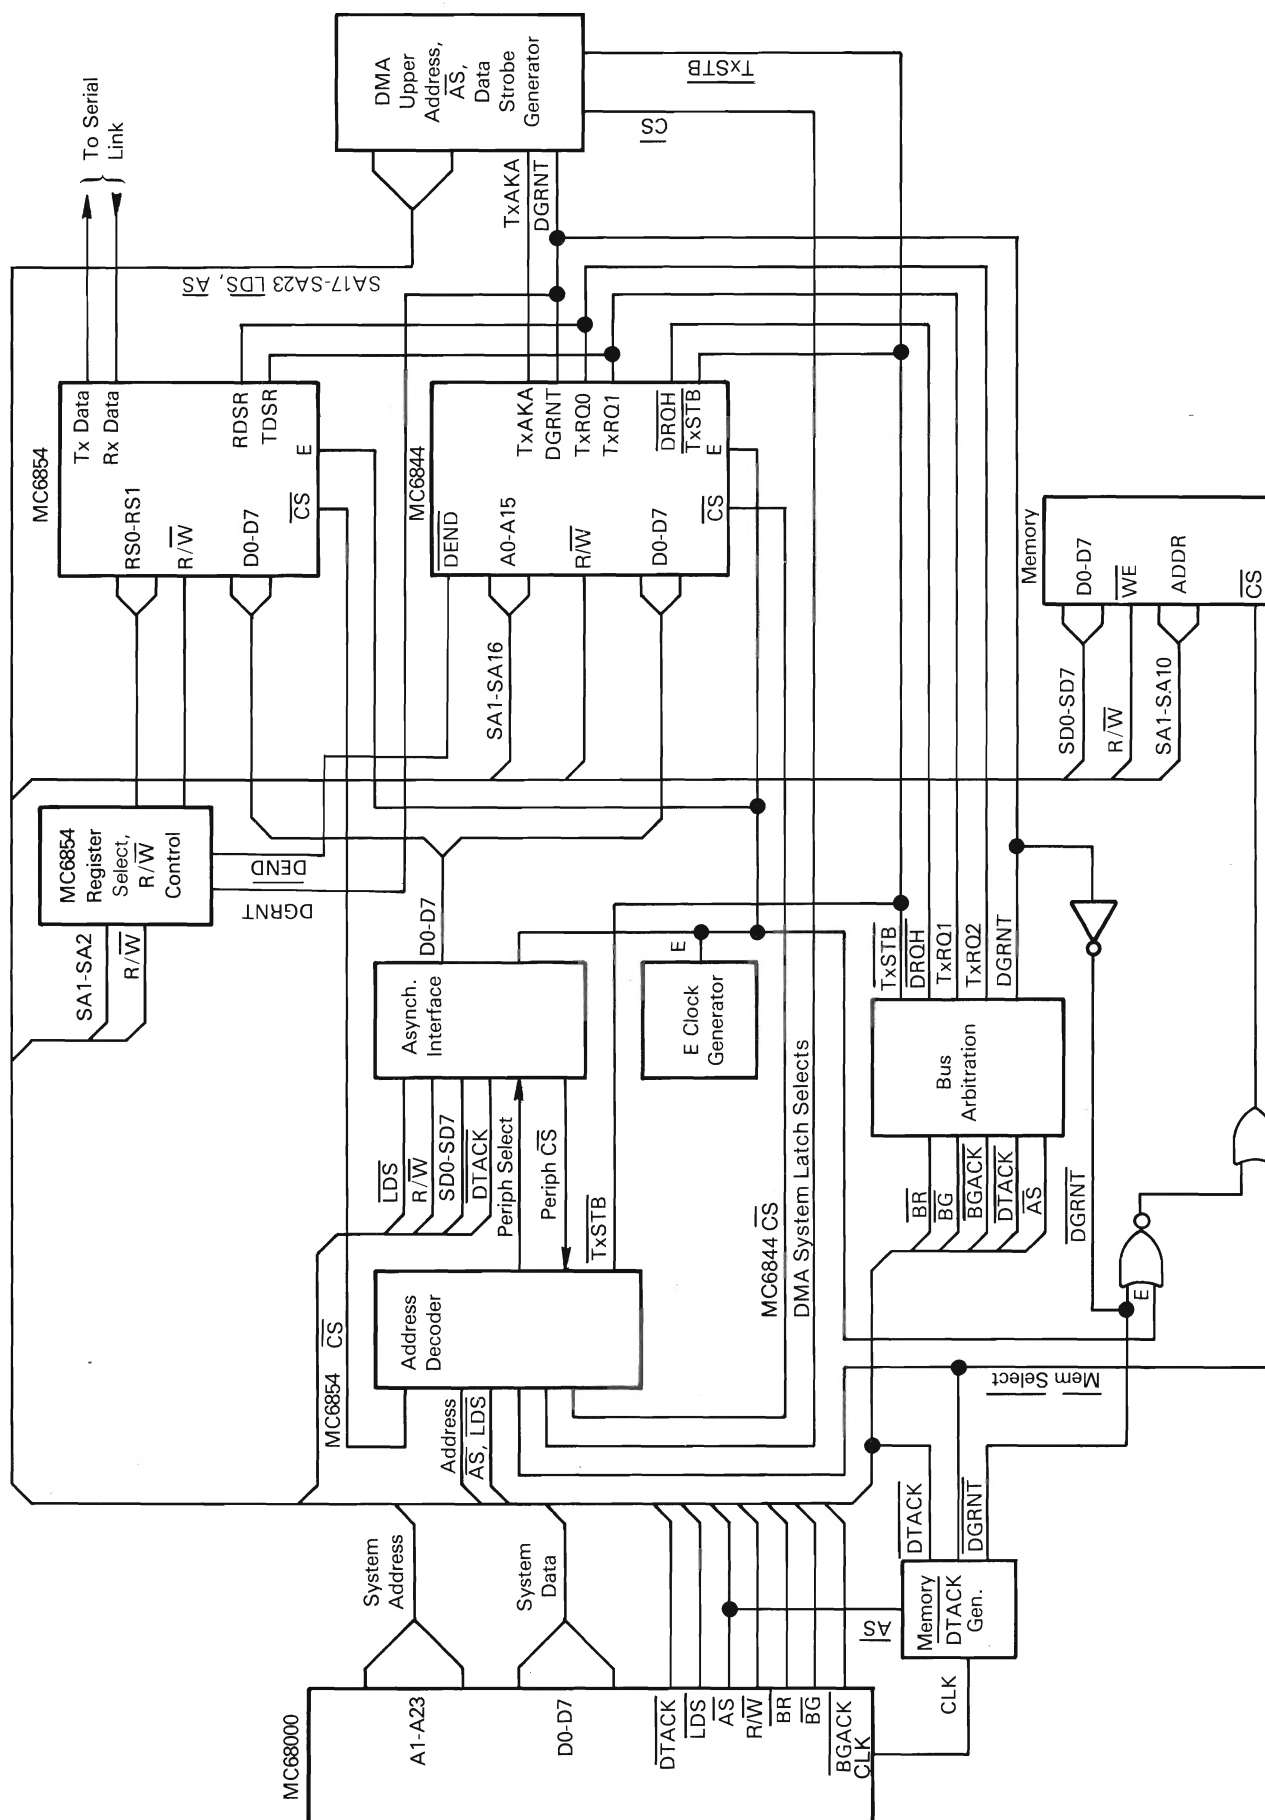 MC68000
A1-A23
D0-D7
DTACK
LDS
AS
R/W
BR
BG
BGACK
CLK
System
Address
System
Data
CLK
AS
Memory
DTACK
Gen.
DTACK
DGRNT
Mem Select
MC6854 CS
Address
AS, LDS
Address
Decoder
LDS
R/W
SD0-SD7
DTACK
Periph Select
Periph CS
TxSTB
MC6844 CS
DMA System Latch Selects
BR
BG
BGACK
DTACK
AS
DGRNT
E
SA1-SA2
R/W
Asynch.
Interface
D0-D7
E Clock
Generator
E
Bus
Arbitration
TxSTB
DRQH
TxRQ1
TxRQ2
DGRNT
MC6854
Register
Select,
R/W
Control
DEND
DGRNT
SA1-SA16
SD0-SD7
R/W
SA1-SA10
MC6854
RS0-RS1
R/W
D0-D7
Tx Data
Rx Data
RDSR
TDSR
E
CS
MC6844
DEND
A0-A15
R/W
D0-D7
TxAKA
DGRNT
TxRQ0
TxRQ1
DRQH
TxSTB
E
CS
Memory
D0-D7
WE
ADDR
CS
To Serial
Link
SA17-SA23 LDS, AS
TxAKA
DGRNT
DMA
Upper
Address,
AS,
Data
Strobe
Generator
CS
TxSTB